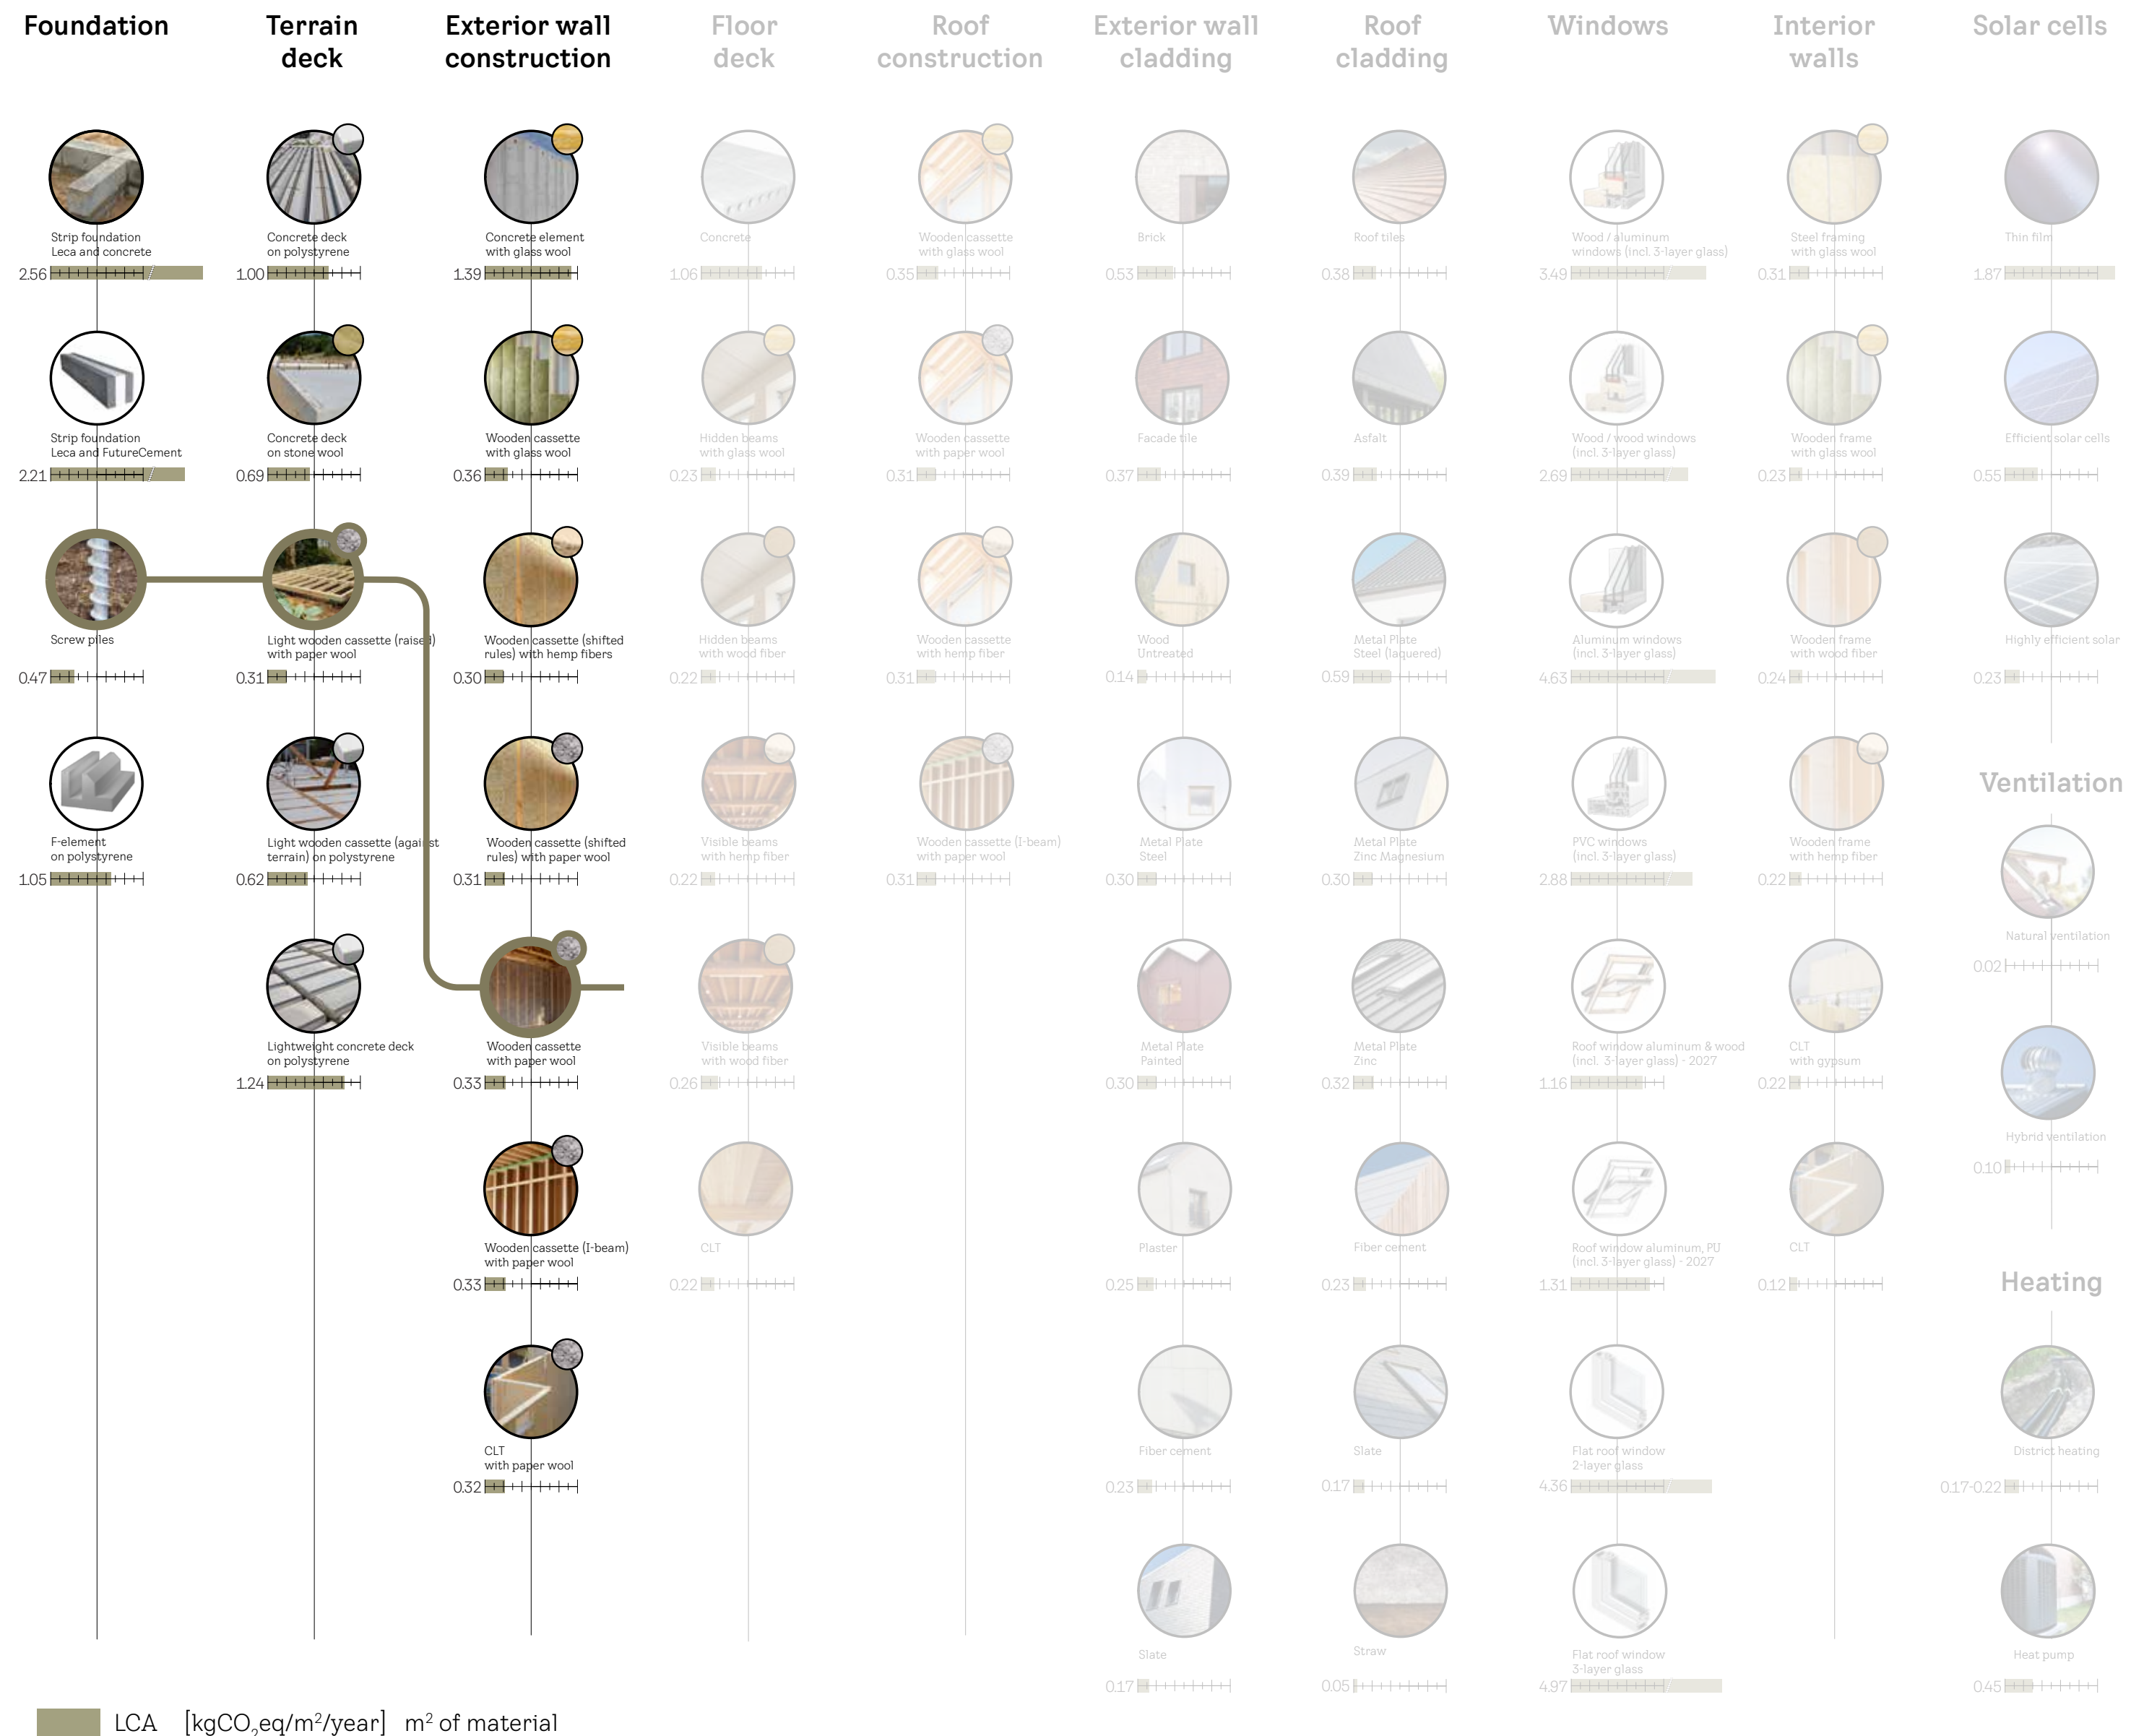 Foundation
Terrain
deck
Exterior wall
construction
Floor
deck
Roof
construction
Exterior wall
cladding
Roof
cladding
Windows
Interior
walls
Solar cells
Strip foundation
Leca and concrete
2.56
Strip foundation
Leca and FutureCement
2.21
Screw piles
0.47
F-element
on polystyrene
1.05
Concrete deck
on polystyrene
1.00
Concrete deck
on stone wool
0.69
Light wooden cassette (raised)
with paper wool
0.31
Light wooden cassette (against
terrain) on polystyrene
0.62
Lightweight concrete deck
on polystyrene
1.24
Concrete element
with glass wool
1.39
Wooden cassette
with glass wool
0.36
Wooden cassette (shifted
rules) with hemp fibers
0.30
Wooden cassette (shifted
rules) with paper wool
0.31
Wooden cassette
with paper wool
0.33
Wooden cassette (I-beam)
with paper wool
0.33
CLT
with paper wool
0.32
Concrete
1.06
Hidden beams
with glass wool
0.23
Hidden beams
with wood fiber
0.22
Visible beams
with hemp fiber
0.22
Visible beams
with wood fiber
0.26
CLT
0.22
Wooden cassette
with glass wool
0.35
Wooden cassette
with paper wool
0.31
Wooden cassette
with hemp fiber
0.31
Wooden cassette (I-beam)
with paper wool
0.31
Brick
0.53
Facade tile
0.37
Wood
Untreated
0.14
Metal Plate
Steel
0.30
Metal Plate
Painted
0.30
Plaster
0.25
Fiber cement
0.23
Slate
0.17
Roof tiles
0.38
Asfalt
0.39
Metal Plate
Steel (laquered)
0.59
Metal Plate
Zinc Magnesium
0.30
Metal Plate
Zinc
0.32
Fiber cement
0.23
Slate
0.17
Straw
0.05
Wood / aluminum
windows (incl. 3-layer glass)
3.49
Wood / wood windows
(incl. 3-layer glass)
2.69
Aluminum windows
(incl. 3-layer glass)
4.63
PVC windows
(incl. 3-layer glass)
2.88
Roof window aluminum & wood
(incl. 3-layer glass) - 2027
1.16
Roof window aluminum, PU
(incl. 3-layer glass) - 2027
1.31
Flat roof window
2-layer glass
4.36
Flat roof window
3-layer glass
4.97
Steel framing
with glass wool
0.31
Wooden frame
with glass wool
0.23
Wooden frame
with wood fiber
0.24
Wooden frame
with hemp fiber
0.22
CLT
with gypsum
0.22
CLT
0.12
Thin film
1.87
Efficient solar cells
0.55
Highly efficient solar
0.23
Ventilation
Natural ventilation
0.02
Hybrid ventilation
0.10
Heating
District heating
0.17-0.22
Heat pump
0.45
LCA [kgCO₂eq/m²/year] m² of material